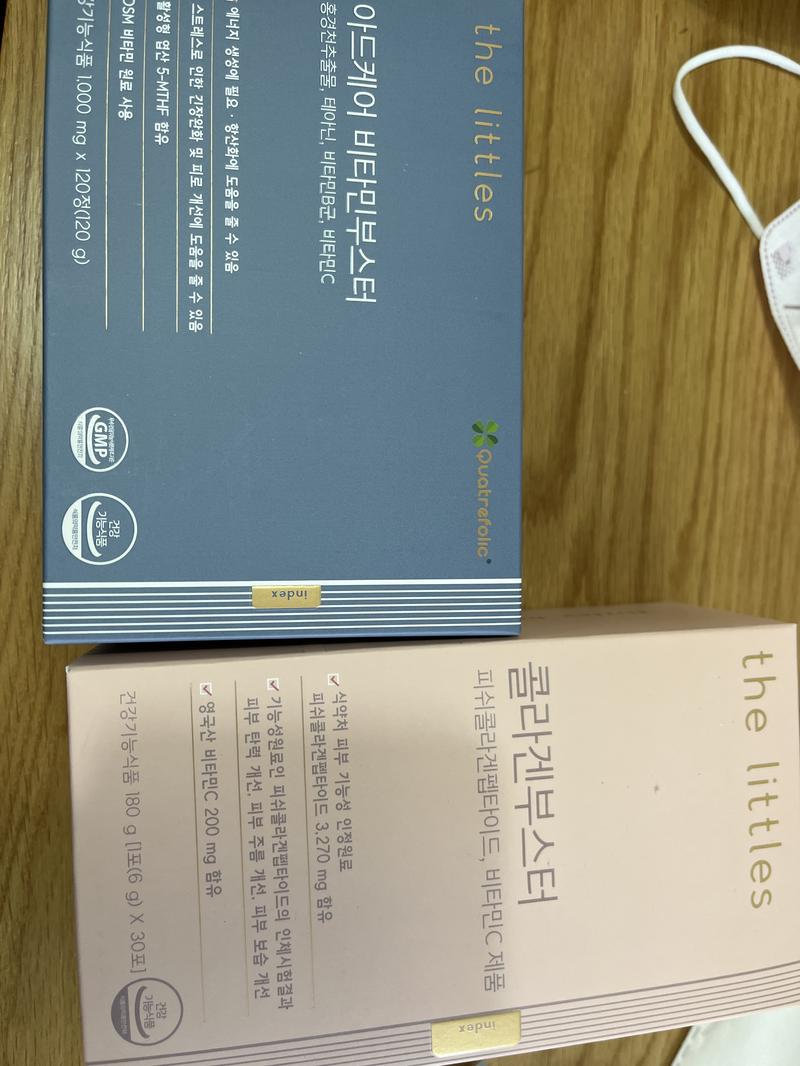 the littles
Quatrefolic
아드케어 비타민부스터
홍경천추출물, 테아닌, 비타민B군, 비타민C
에너지 생성에 필요 · 항산화에 도움을 줄 수 있음
스트레스로 인한 긴장완화 및 피로 개선에 도움을 줄 수 있음
활성형 엽산 5-MTHF 함유
DSM 비타민 원료 사용
건강기능식품 1,000 mg x 120정(120 g)
GMP
건강
기능식품
식품의약품안전처
index
the littles
콜라겐부스터
피쉬콜라겐펩타이드, 비타민C 제품
식약처 피부 기능성 인정원료
피쉬콜라겐펩타이드 3,270 mg 함유
기능성원료인 피쉬콜라겐펩타이드의 인체시험결과
피부 탄력 개선, 피부 주름 개선, 피부 보습 개선
영국산 비타민C 200 mg 함유
건강기능식품 180 g [1포(6 g) X 30포]
건강
기능식품
index